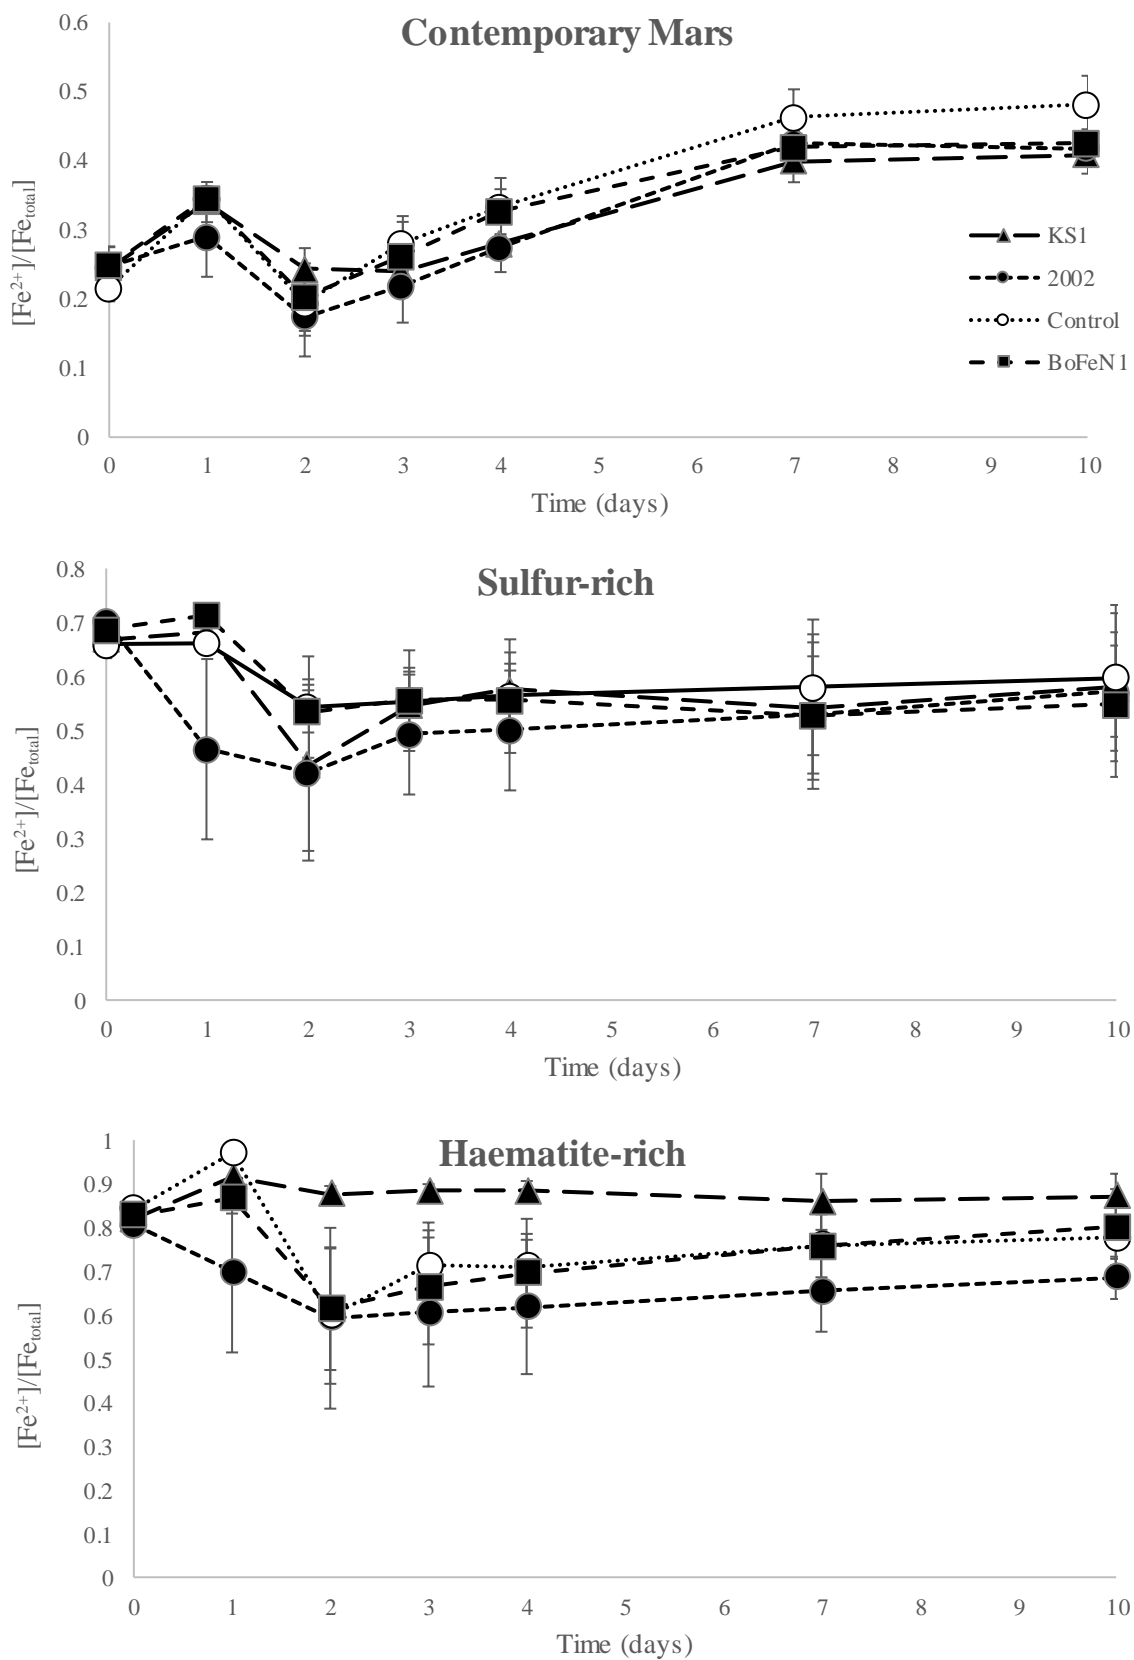 Contemporary Mars
0.6
0.5
0.4
0.3
0.2
0.1
0
[Fe2+]/[Fetotal]
KS1
2002
Control
BoFeN1
0 1 2 3 4 5 6 7 8 9 10
Time (days)
Sulfur-rich
0.8
0.7
0.6
0.5
0.4
0.3
0.2
0.1
0
[Fe2+]/[Fetotal]
0 1 2 3 4 5 6 7 8 9 10
Time (days)
Haematite-rich
1
0.9
0.8
0.7
0.6
0.5
0.4
0.3
0.2
0.1
0
[Fe2+]/[Fetotal]
0 1 2 3 4 5 6 7 8 9 10
Time (days)